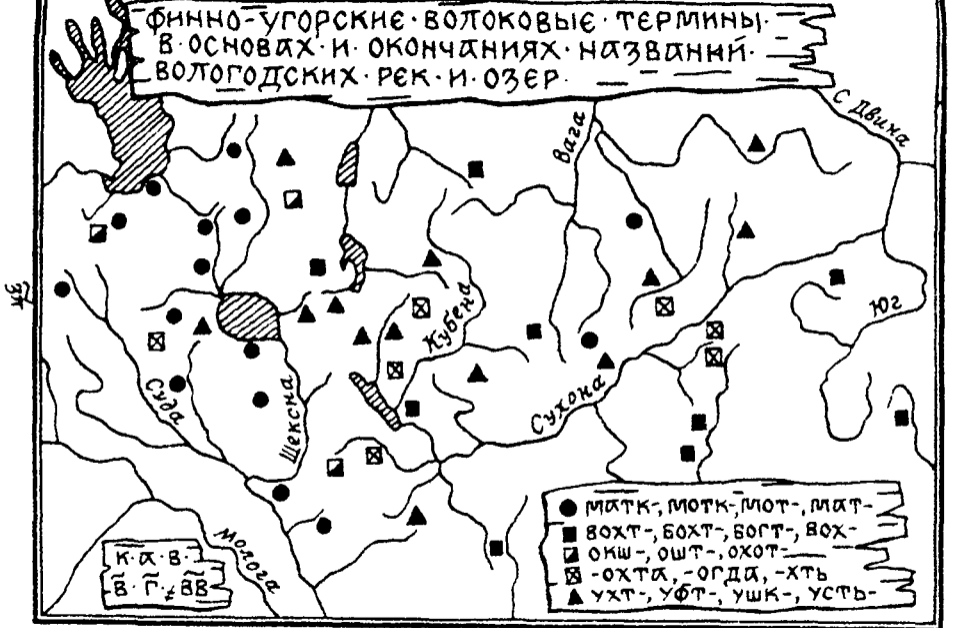 ФИННО-УГОРСКИЕ·ВОЛОКОВЫЕ·ТЕРМИНЫ·
В·ОСНОВАХ·И·ОКОНЧАНИЯХ·НАЗВАНИЙ·
ВОЛОГОДСКИХ·РЕК·И·ОЗЕР·
С Двина
Вага
Юг
Кубена
Сухона
Суда
Шексна
Молога
К·А·В·
МАТК-, МОТК-, МОТ-, МАТ-
ВОХТ-, БОХТ-, БОГТ-, ВОХ-
ОКШ-, ОШТ-, ОХОТ-
-ОХТА, -ОГДА, -ХТЬ
УХТ-, УФТ-, УШК-, УСТЬ-